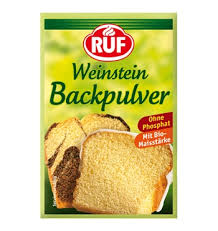 RUF
Weinstein
Backpulver
Ohne
Phosphat
Mit Bio-
Maisstärke